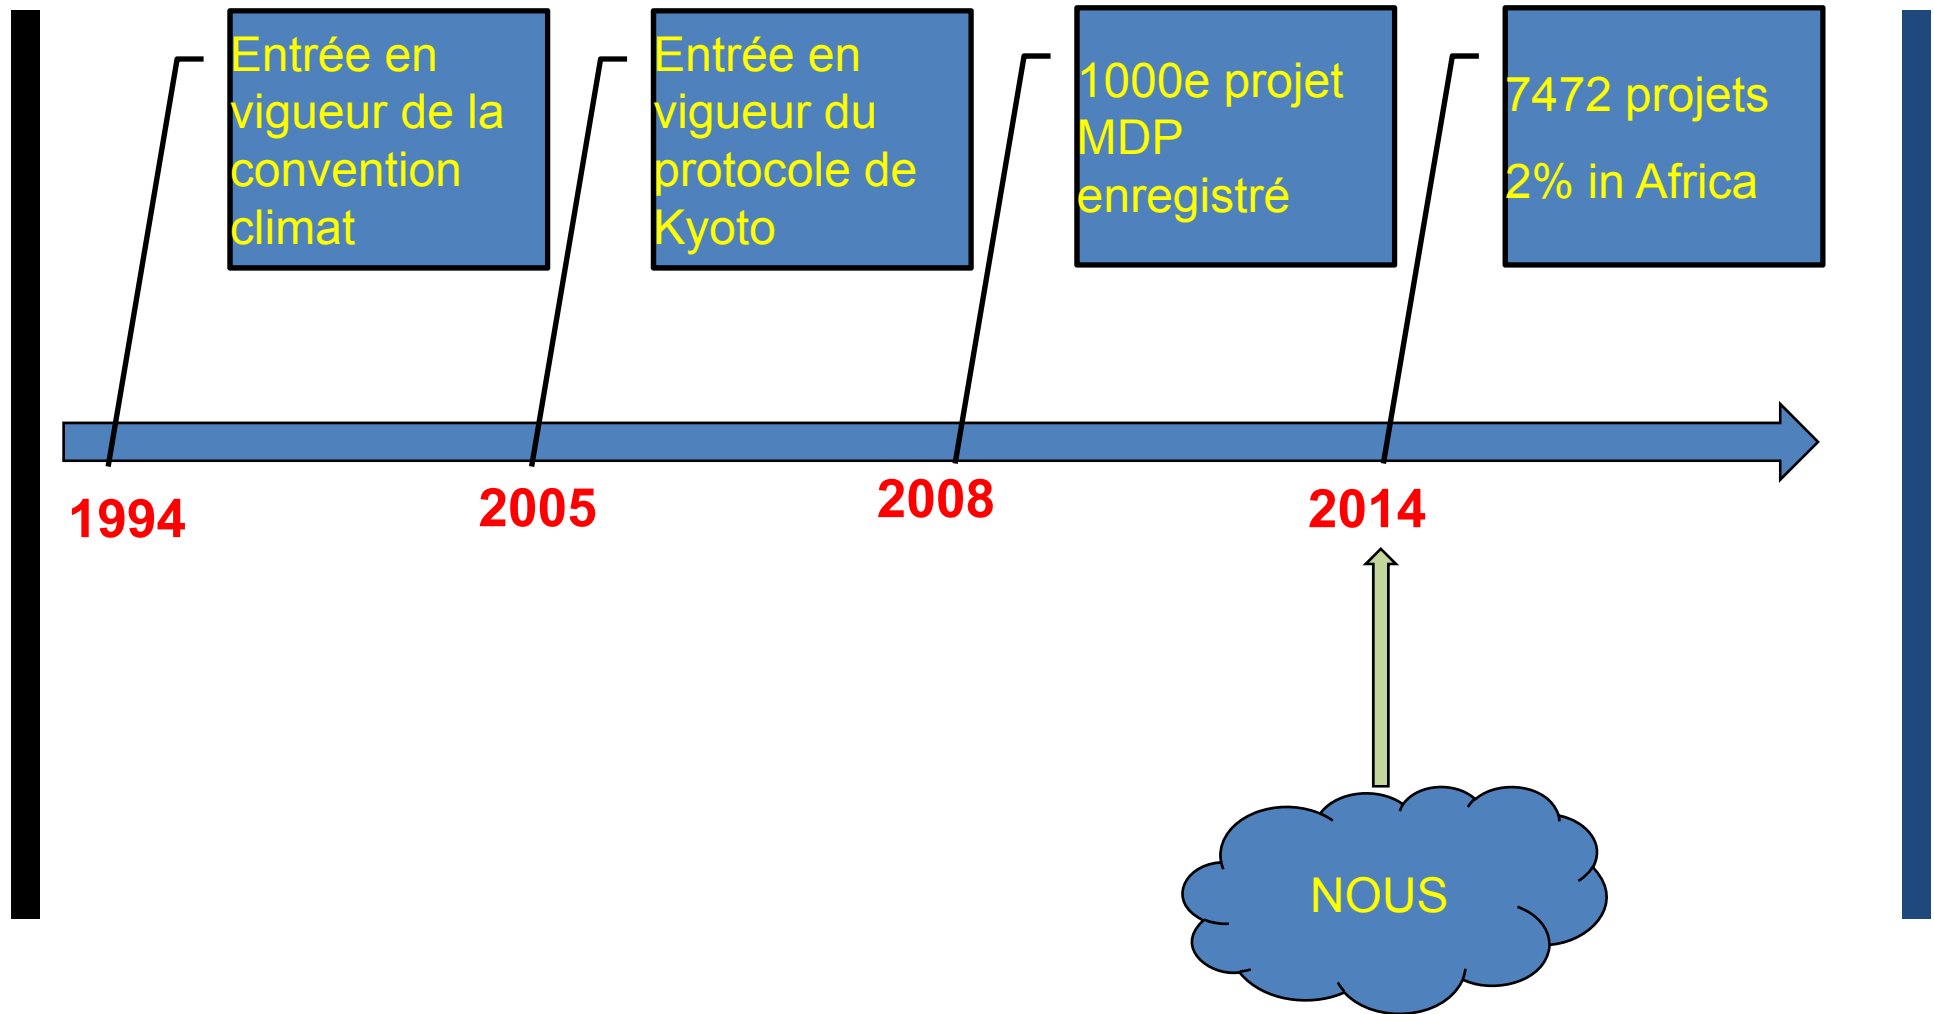 Entrée en
vigueur de la
convention
climat
Entrée en
vigueur du
protocole de
Kyoto
1000e projet
MDP
enregistré
7472 projets
2% in Africa
1994
2005
2008
2014
NOUS